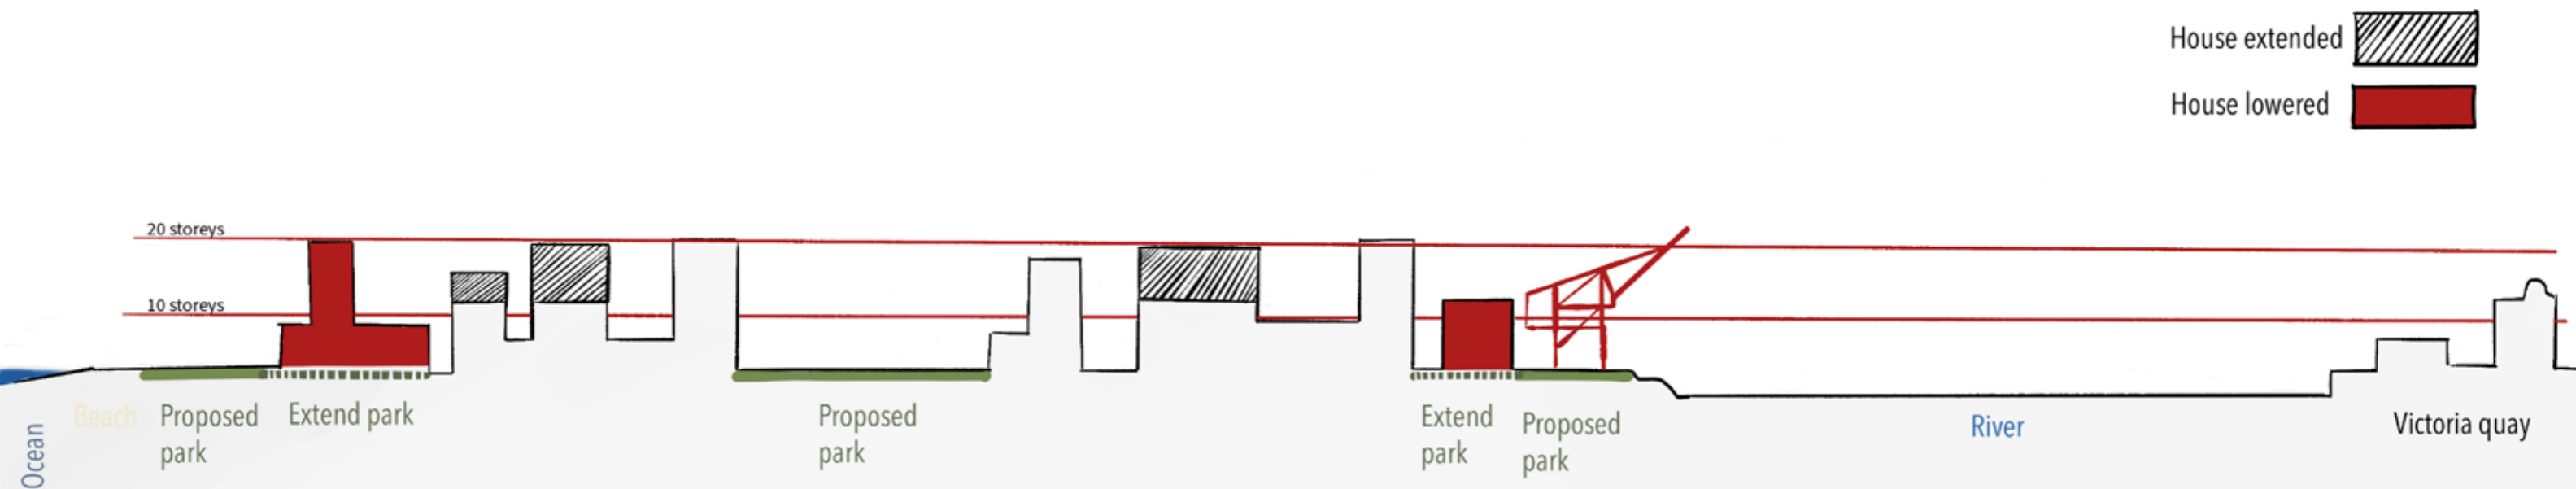 House extended
House lowered
20 storeys
10 storeys
Ocean
Beach
Proposed
park
Extend park
Proposed
park
Extend
park
Proposed
park
River
Victoria quay